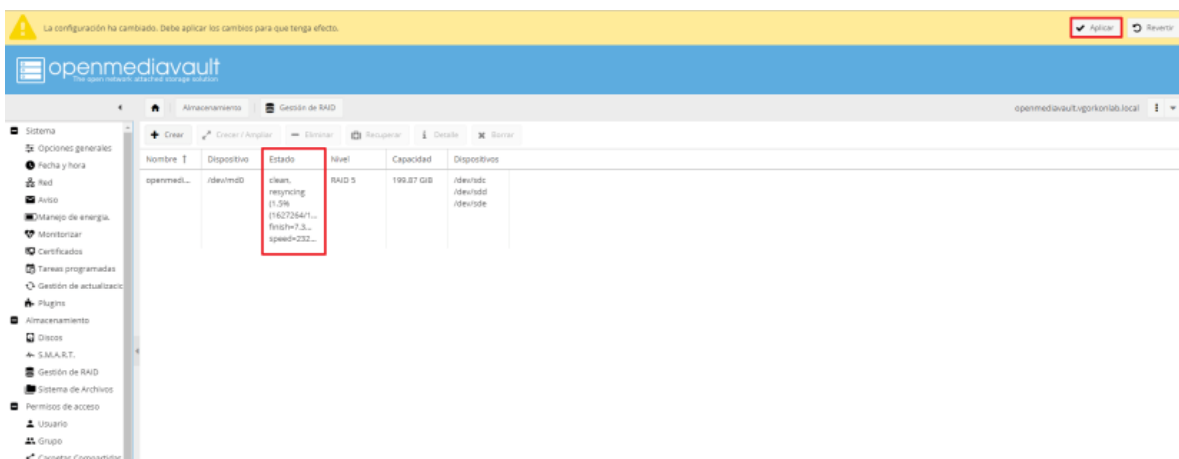 La configuración ha cambiado. Debe aplicar los cambios para que tenga efecto.
Aplicar
Revertir
openmediavault
The open network attached storage solution
Almacenamiento
Gestión de RAID
openmediavault.vgorkonlab.local
Sistema
Opciones generales
Fecha y hora
Red
Aviso
Manejo de energia.
Monitorizar
Certificados
Tareas programadas
Gestión de actualizacic
Plugins
Almacenamiento
Discos
S.M.A.R.T.
Gestión de RAID
Sistema de Archivos
Permisos de acceso
Usuario
Grupo
Carpetas Compartidas
Crear
Crecer / Ampliar
Eliminar
Recuperar
Detalle
Borrar
Nombre
Dispositivo
Estado
Nivel
Capacidad
Dispositivos
openmedi...
/dev/md0
clean,
resyncing
(1.5%
(1627264/1...
finish=7.3...
speed=232...
RAID 5
199.87 GiB
/dev/sdc
/dev/sdd
/dev/sde